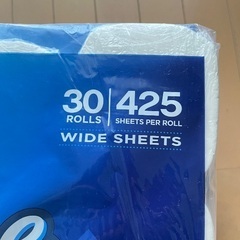 30 | 425
ROLLS | SHEETS PER ROLL
WIDE SHEETS